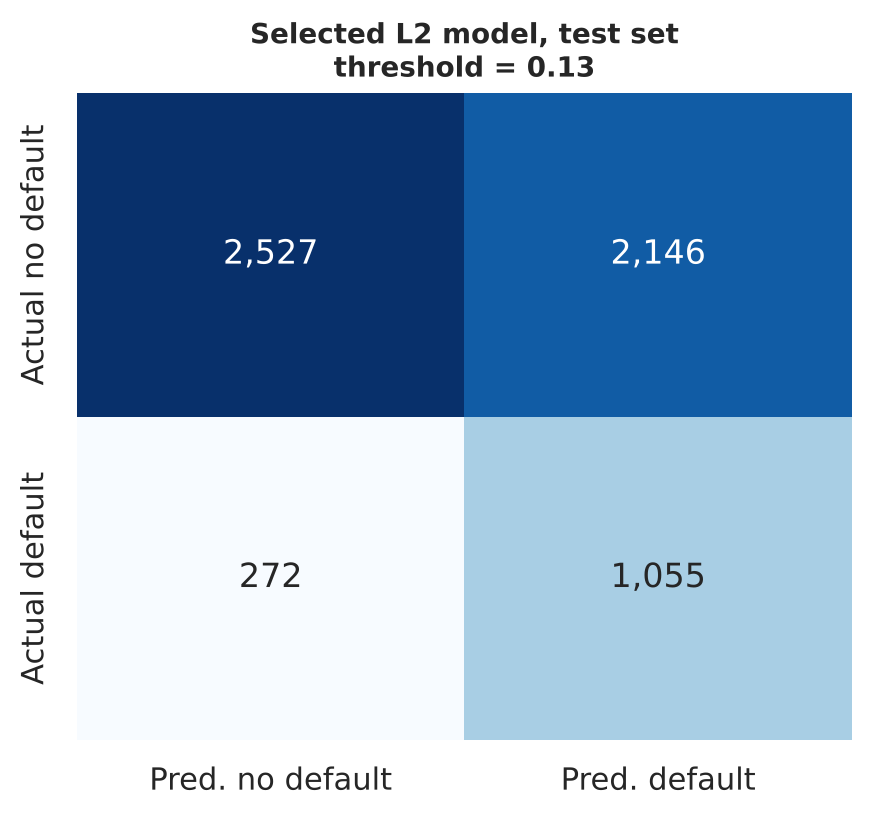 Selected L2 model, test set
threshold = 0.13
Actual no default
2,527
2,146
Actual default
272
1,055
Pred. no default
Pred. default